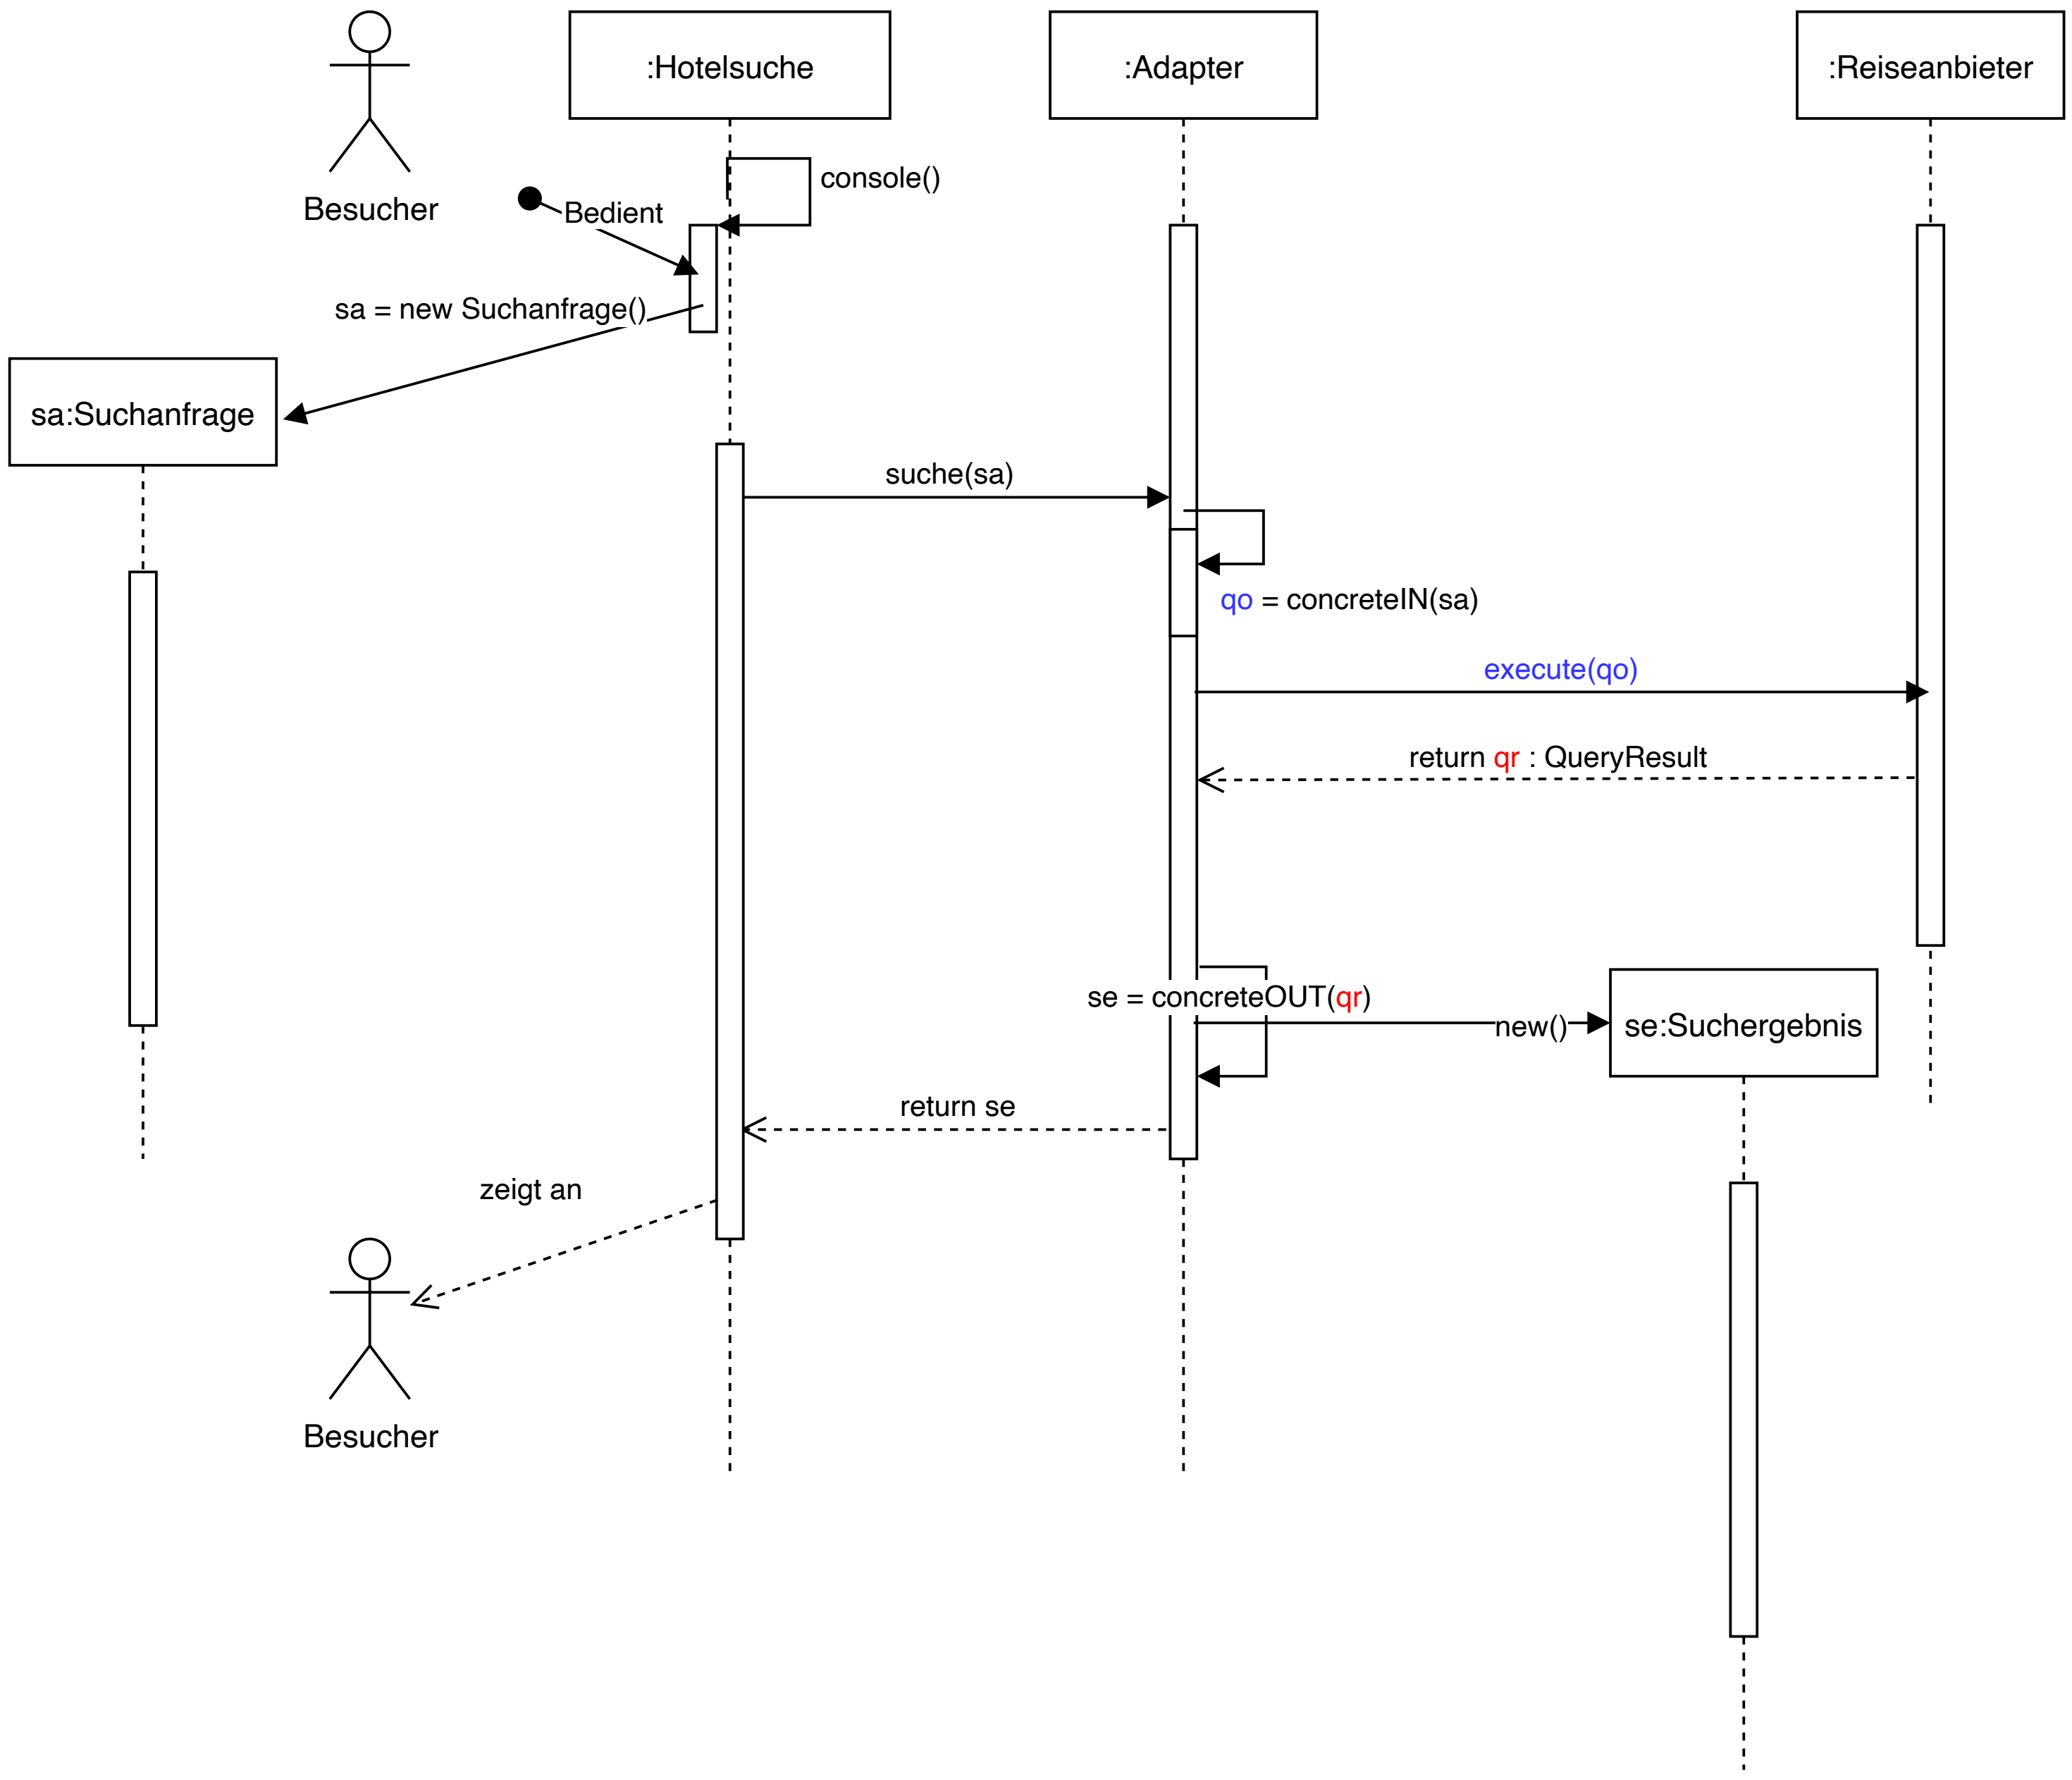 :Hotelsuche
:Adapter
:Reiseanbieter
console()
Besucher
Bedient
sa = new Suchanfrage()
sa:Suchanfrage
suche(sa)
qo = concreteIN(sa)
execute(qo)
return qr : QueryResult
se = concreteOUT(qr)
new()
se:Suchergebnis
return se
zeigt an
Besucher